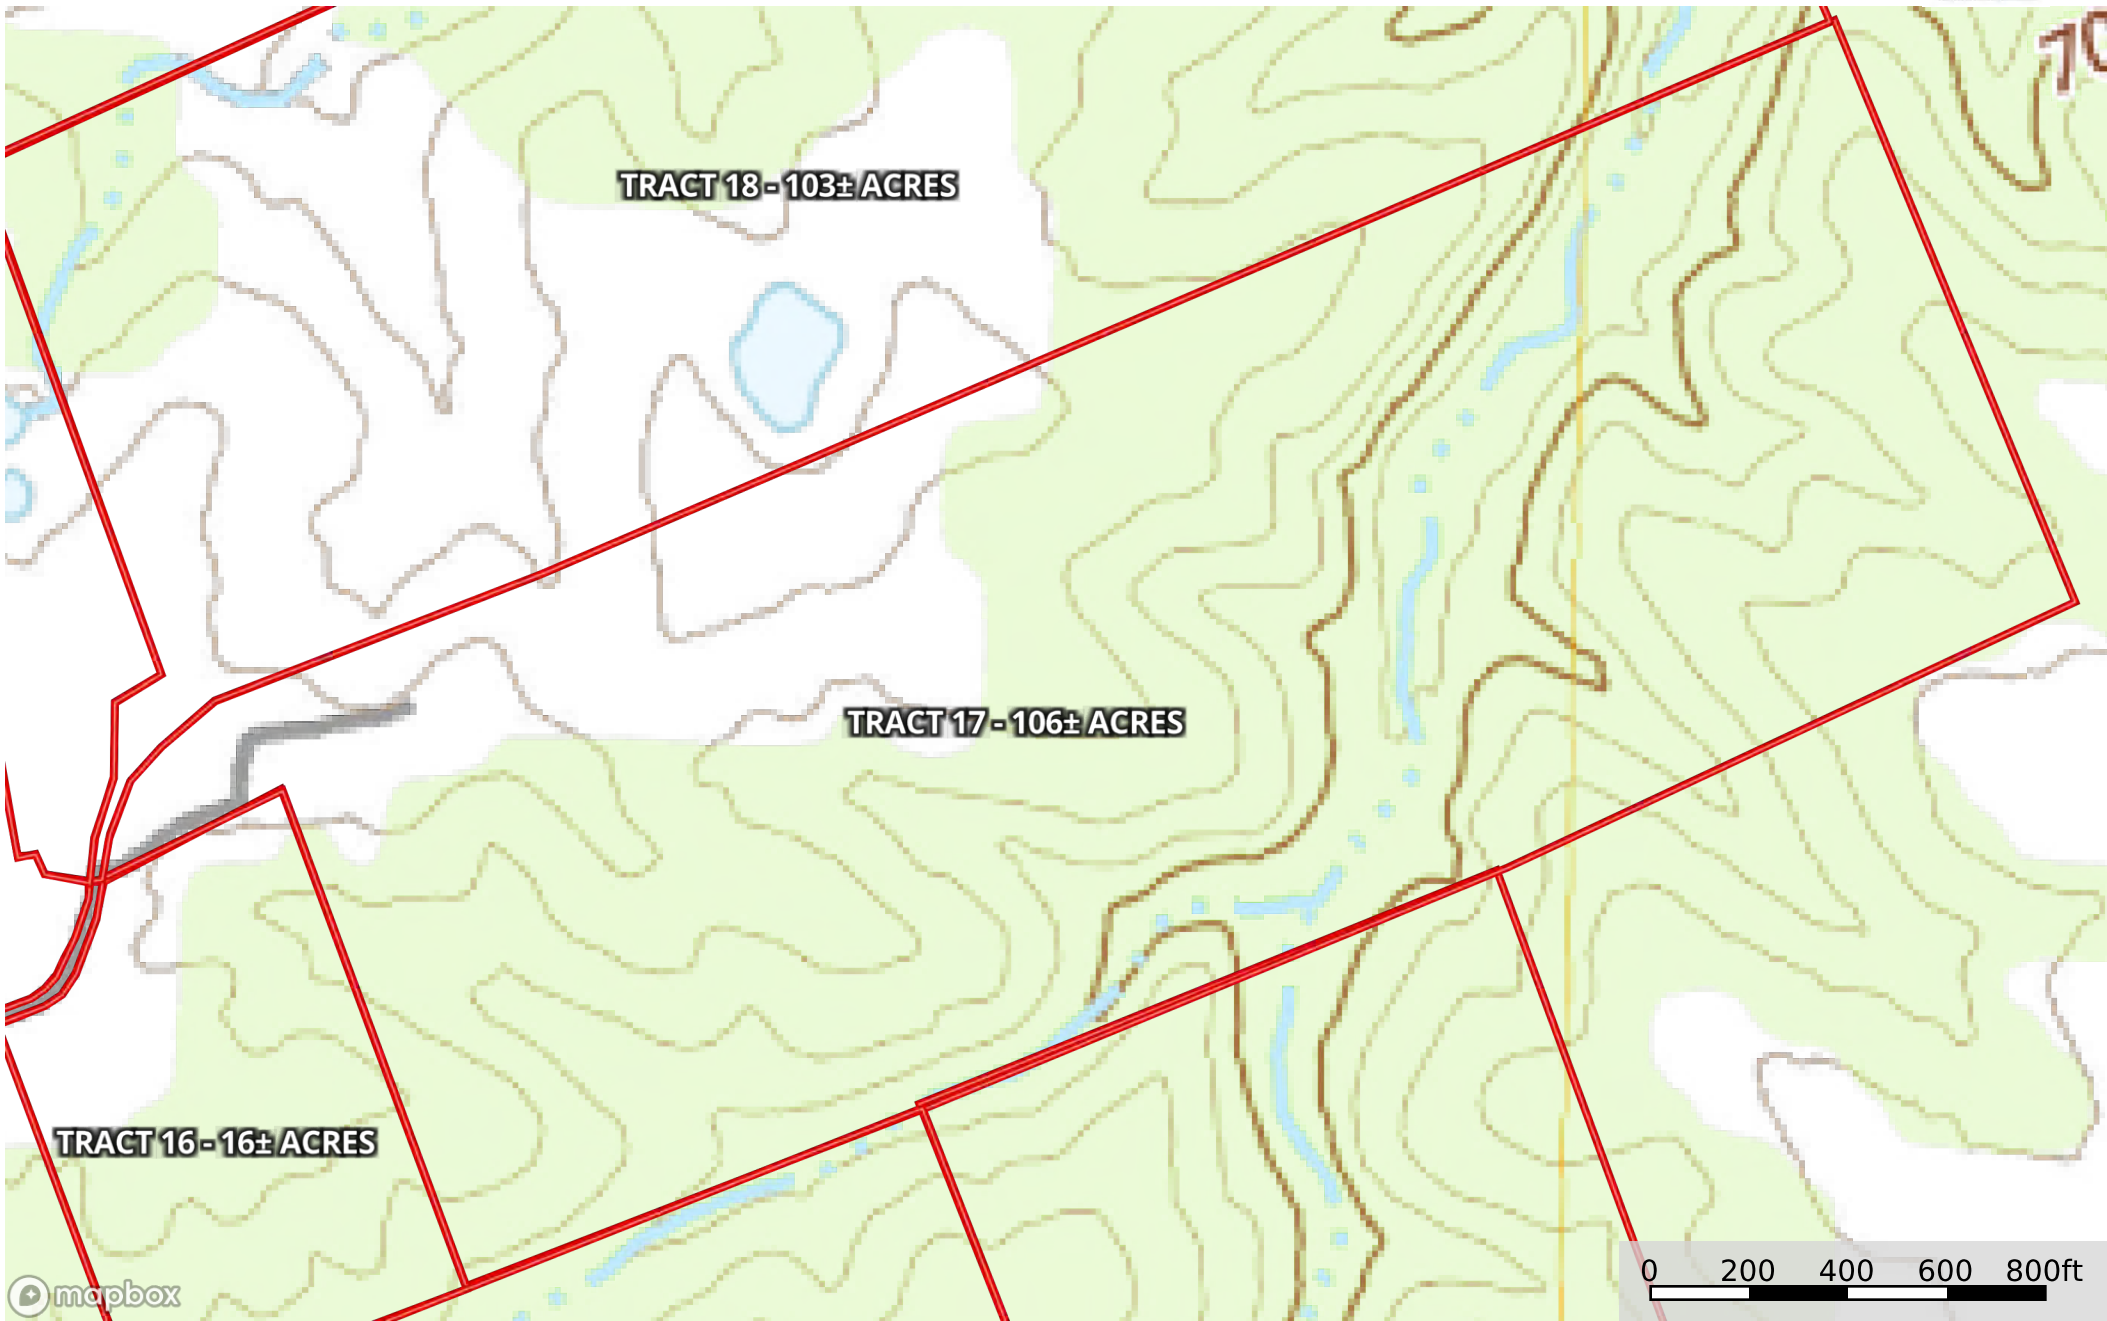 TRACT 18 - 103± ACRES
TRACT 17 - 106± ACRES
TRACT 16 - 16± ACRES
0 200 400 600 800ft
mapbox